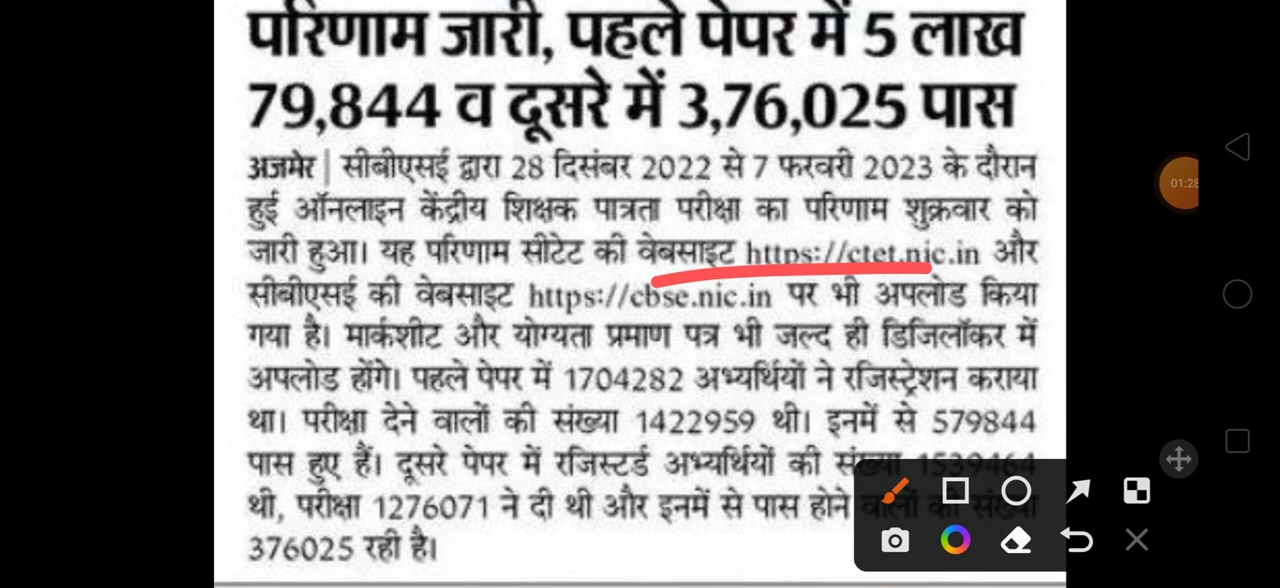 परिणाम जारी, पहले पेपर में 5 लाख
79,844 व दूसरे में 3,76,025 पास
अजमेर | सीबीएसई द्वारा 28 दिसंबर 2022 से 7 फरवरी 2023 के दौरान
हुई ऑनलाइन केंद्रीय शिक्षक पात्रता परीक्षा का परिणाम शुक्रवार को
जारी हुआ। यह परिणाम सीटेट की वेबसाइट https://ctet.nic.in और
सीबीएसई की वेबसाइट https://cbse.nic.in पर भी अपलोड किया
गया है। मार्कशीट और योग्यता प्रमाण पत्र भी जल्द ही डिजिलॉकर में
अपलोड होंगे। पहले पेपर में 1704282 अभ्यर्थियों ने रजिस्ट्रेशन कराया
था। परीक्षा देने वालों की संख्या 1422959 थी। इनमें से 579844
पास हुए हैं। दूसरे पेपर में रजिस्टर्ड अभ्यर्थियों की संख्या 1539464
थी, परीक्षा 1276071 ने दी थी और इनमें से पास होने वालों की संख्या
376025 रही है।
01:28